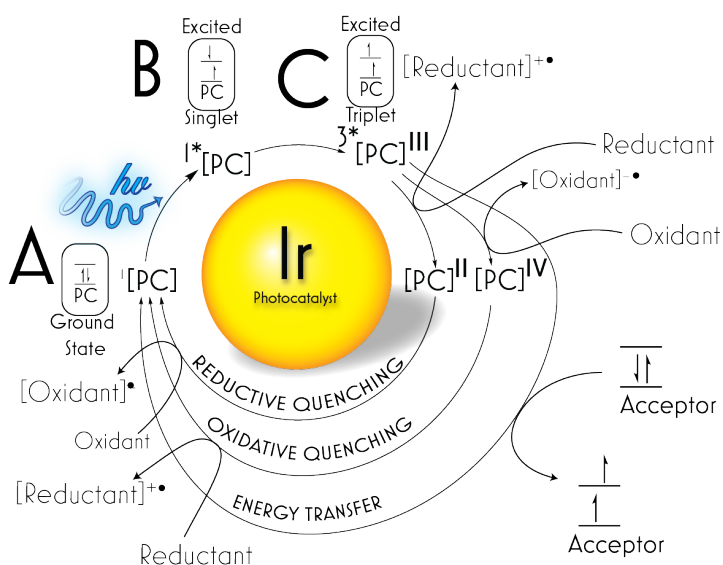 B
Excited
PC
Singlet
C
Excited
PC
Triplet
[Reductant]⁺•
¹*[PC]
³*[PC]ᴵᴵᴵ
Reductant
[Oxidant]⁻•
Oxidant
hν
A
PC
Ground
State
¹[PC]
Ir
Photocatalyst
[PC]ᴵᴵ
[PC]ᴵⱽ
REDUCTIVE QUENCHING
OXIDATIVE QUENCHING
ENERGY TRANSFER
[Oxidant]⁻•
Oxidant
[Reductant]⁺•
Reductant
Acceptor
Acceptor